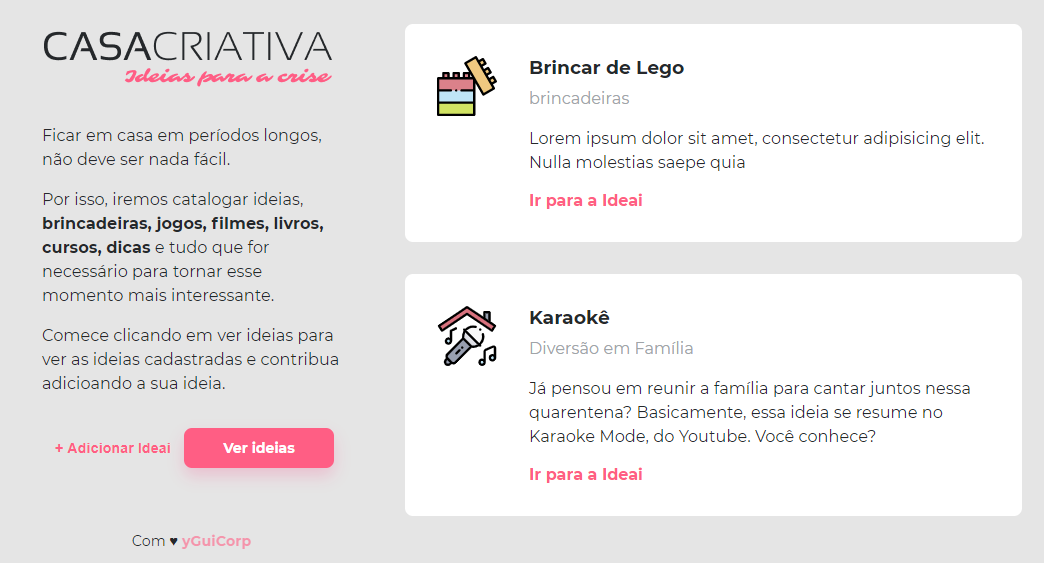 CASACRIATIVA
Ideias para a crise
Ficar em casa em períodos longos,
não deve ser nada fácil.
Por isso, iremos catalogar ideias,
brincadeiras, jogos, filmes, livros,
cursos, dicas e tudo que for
necessário para tornar esse
momento mais interessante.
Comece clicando em ver ideias para
ver as ideias cadastradas e contribua
adicioando a sua ideia.
+ Adicionar Ideai
Ver ideias
Com ♥ yGuiCorp
Brincar de Lego
brincadeiras
Lorem ipsum dolor sit amet, consectetur adipisicing elit.
Nulla molestias saepe quia
Ir para a Ideai
Karaokê
Diversão em Família
Já pensou em reunir a família para cantar juntos nessa
quarentena? Basicamente, essa ideia se resume no
Karaoke Mode, do Youtube. Você conhece?
Ir para a Ideai